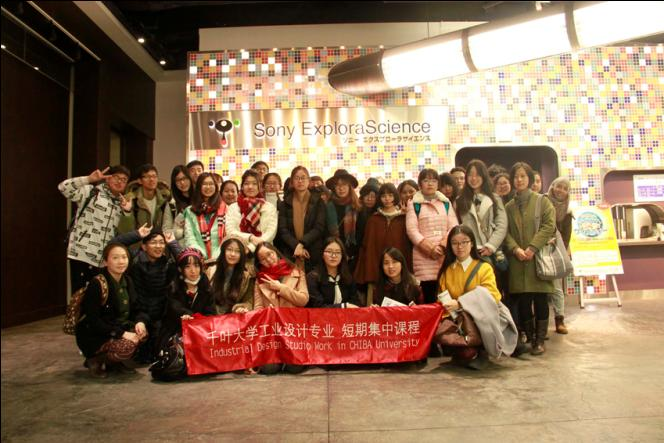 Sony ExploraScience
ソニー エクスプローラサイエンス
千叶大学工业设计专业 短期集中课程
Industrial Design Studio Work in CHIBA University